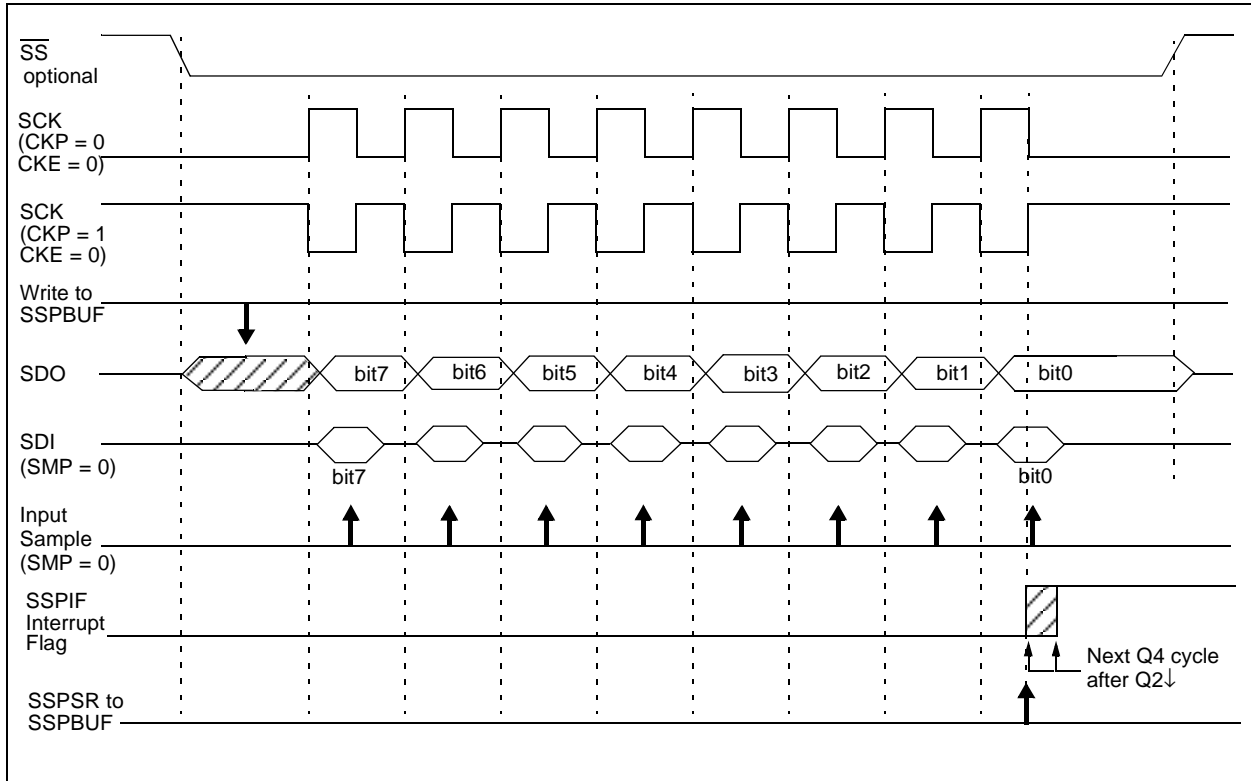 SS
optional
SCK
(CKP = 0
CKE = 0)
SCK
(CKP = 1
CKE = 0)
Write to
SSPBUF
SDO
bit7
bit6
bit5
bit4
bit3
bit2
bit1
bit0
SDI
(SMP = 0)
bit7
bit0
Input
Sample
(SMP = 0)
SSPIF
Interrupt
Flag
Next Q4 cycle
after Q2↓
SSPSR to
SSPBUF